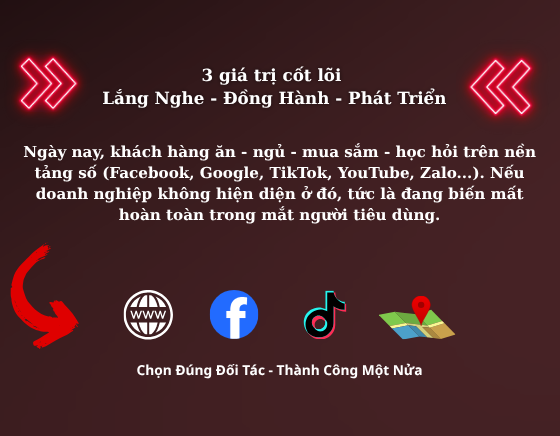 3 giá trị cốt lõi
Lắng Nghe - Đồng Hành - Phát Triển
Ngày nay, khách hàng ăn - ngủ - mua sắm - học hỏi trên nền
tảng số (Facebook, Google, TikTok, YouTube, Zalo...). Nếu
doanh nghiệp không hiện diện ở đó, tức là đang biến mất
hoàn toàn trong mắt người tiêu dùng.
WWW
Chọn Đúng Đối Tác - Thành Công Một Nửa